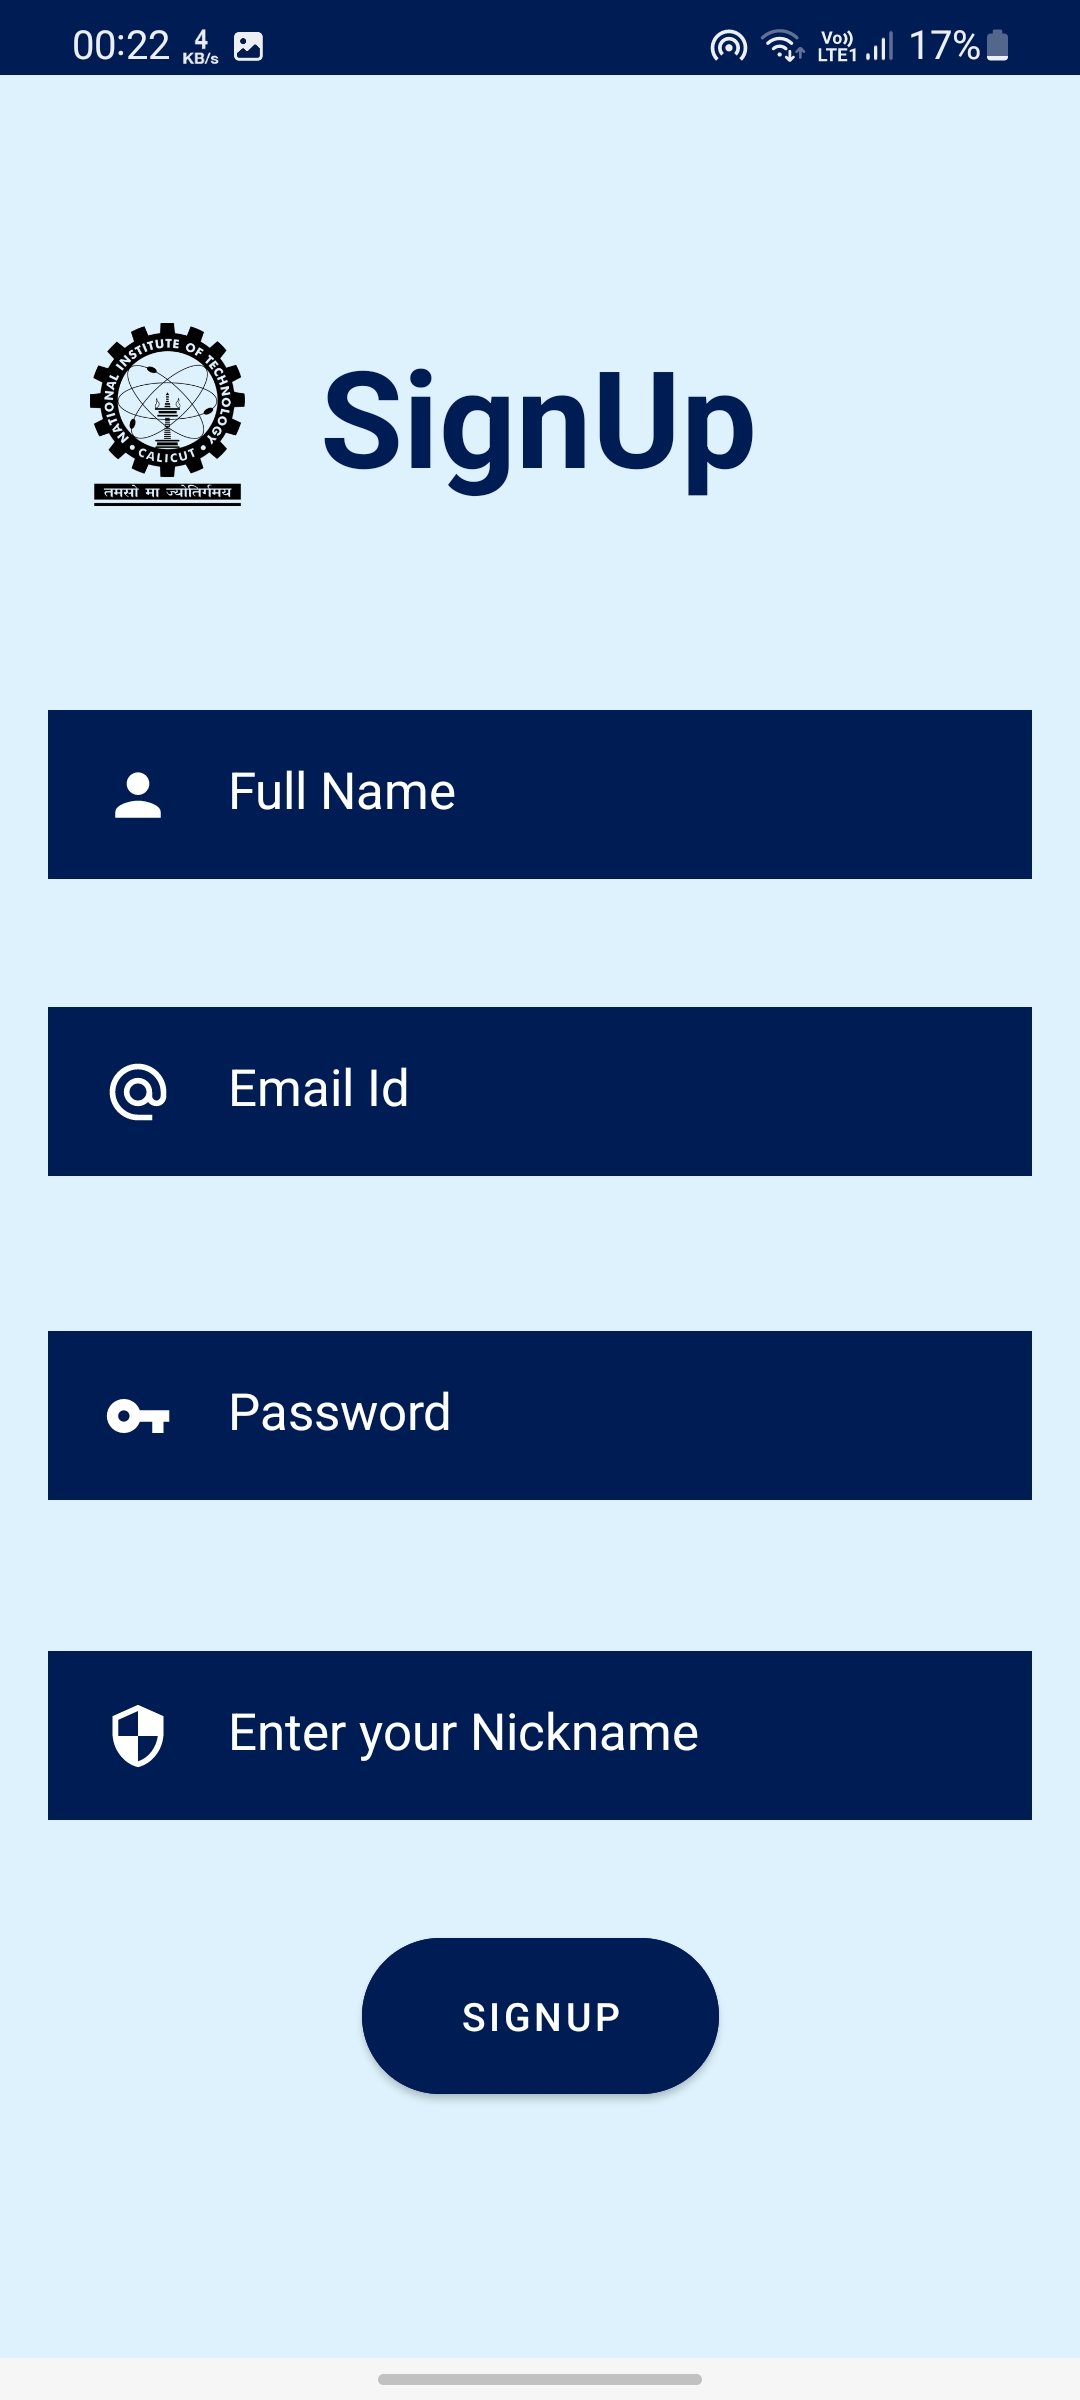 00:22 4 KB/s Vo)) LTE1 17%
NATIONAL INSTITUTE OF TECHNOLOGY
• CALICUT •
तमसो मा ज्योतिर्गमय
SignUp
Full Name
Email Id
Password
Enter your Nickname
SIGNUP